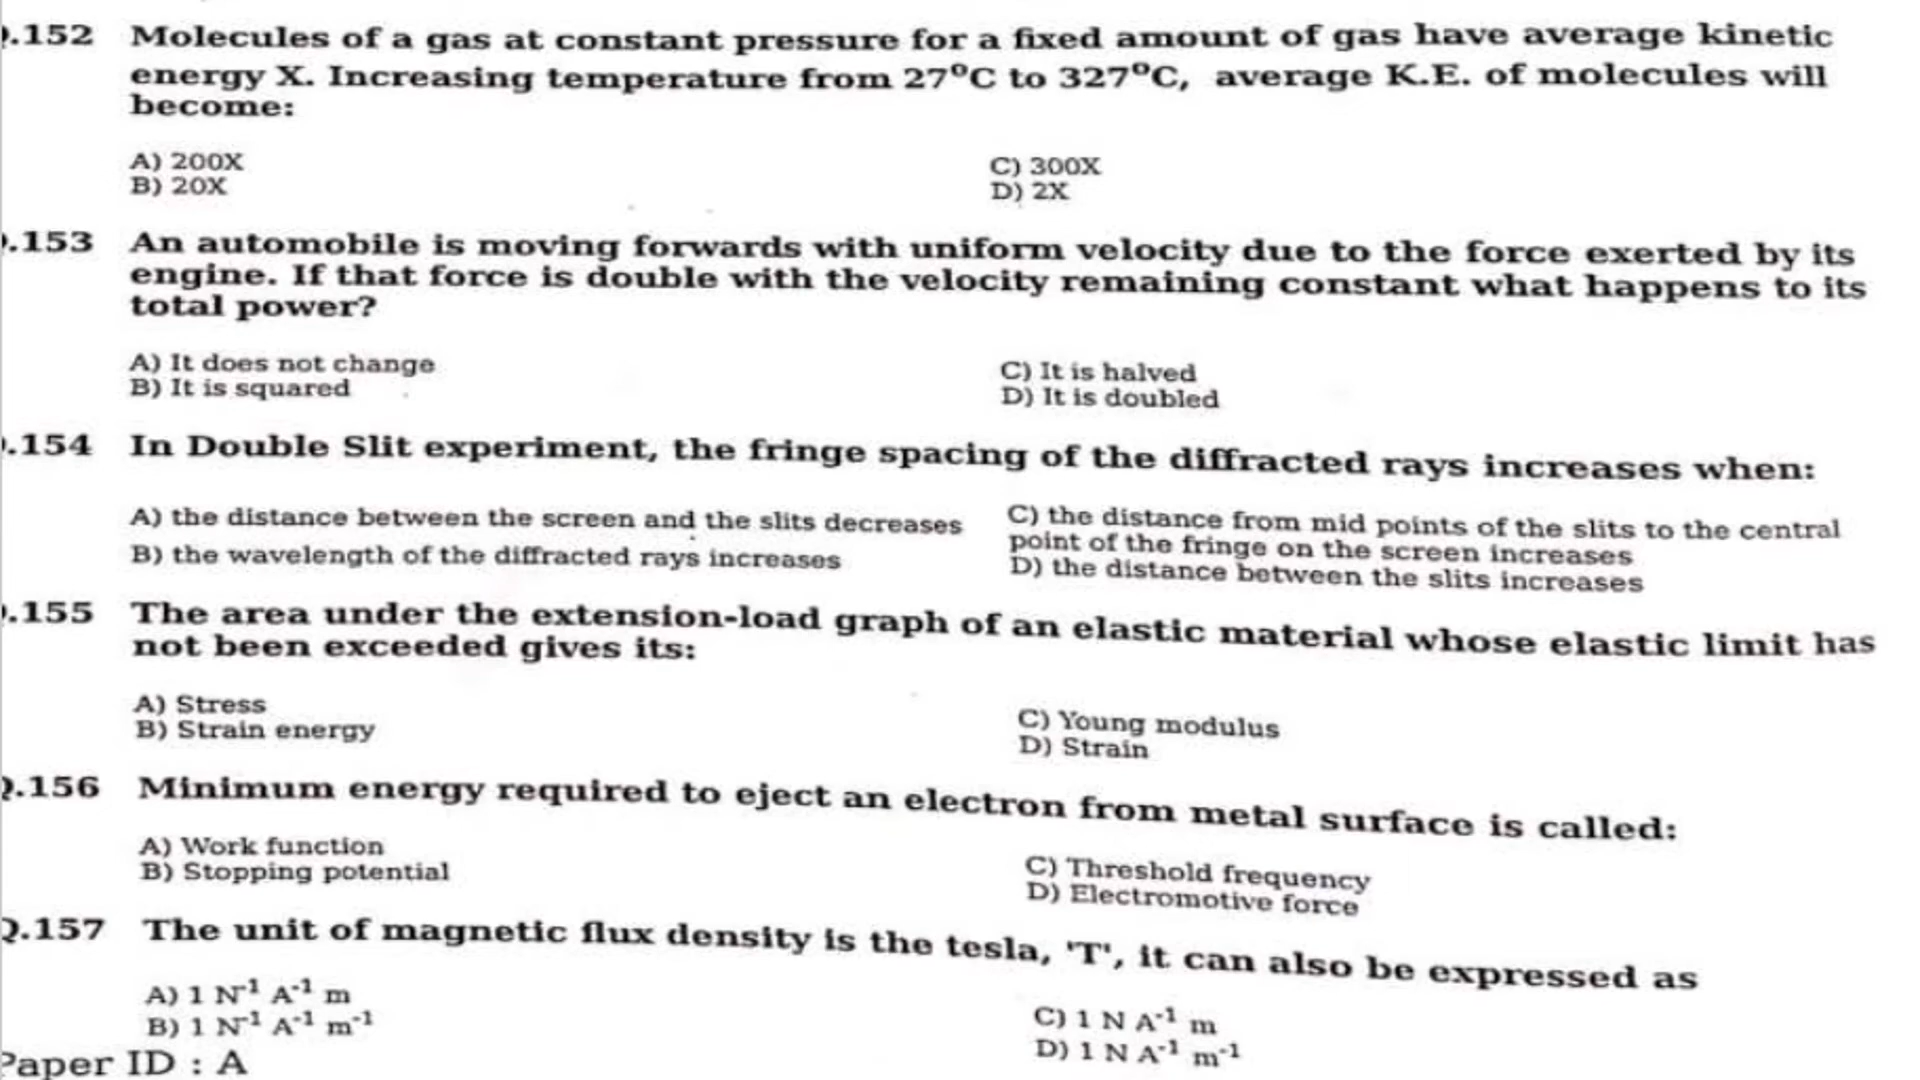 .152 Molecules of a gas at constant pressure for a fixed amount of gas have average kinetic
energy X. Increasing temperature from 27⁰C to 327⁰C, average K.E. of molecules will
become:
A) 200X
B) 20X
C) 300X
D) 2X
.153 An automobile is moving forwards with uniform velocity due to the force exerted by its
engine. If that force is double with the velocity remaining constant what happens to its
total power?
A) It does not change
B) It is squared
C) It is halved
D) It is doubled
.154 In Double Slit experiment, the fringe spacing of the diffracted rays increases when:
A) the distance between the screen and the slits decreases
B) the wavelength of the diffracted rays increases
C) the distance from mid points of the slits to the central
point of the fringe on the screen increases
D) the distance between the slits increases
.155 The area under the extension-load graph of an elastic material whose elastic limit has
not been exceeded gives its:
A) Stress
B) Strain energy
C) Young modulus
D) Strain
Q.156 Minimum energy required to eject an electron from metal surface is called:
A) Work function
B) Stopping potential
C) Threshold frequency
D) Electromotive force
Q.157 The unit of magnetic flux density is the tesla, 'T', it can also be expressed as
A) 1 N⁻¹ A⁻¹ m
B) 1 N⁻¹ A⁻¹ m⁻¹
C) 1 N A⁻¹ m
D) 1 N A⁻¹ m⁻¹
Paper ID : A